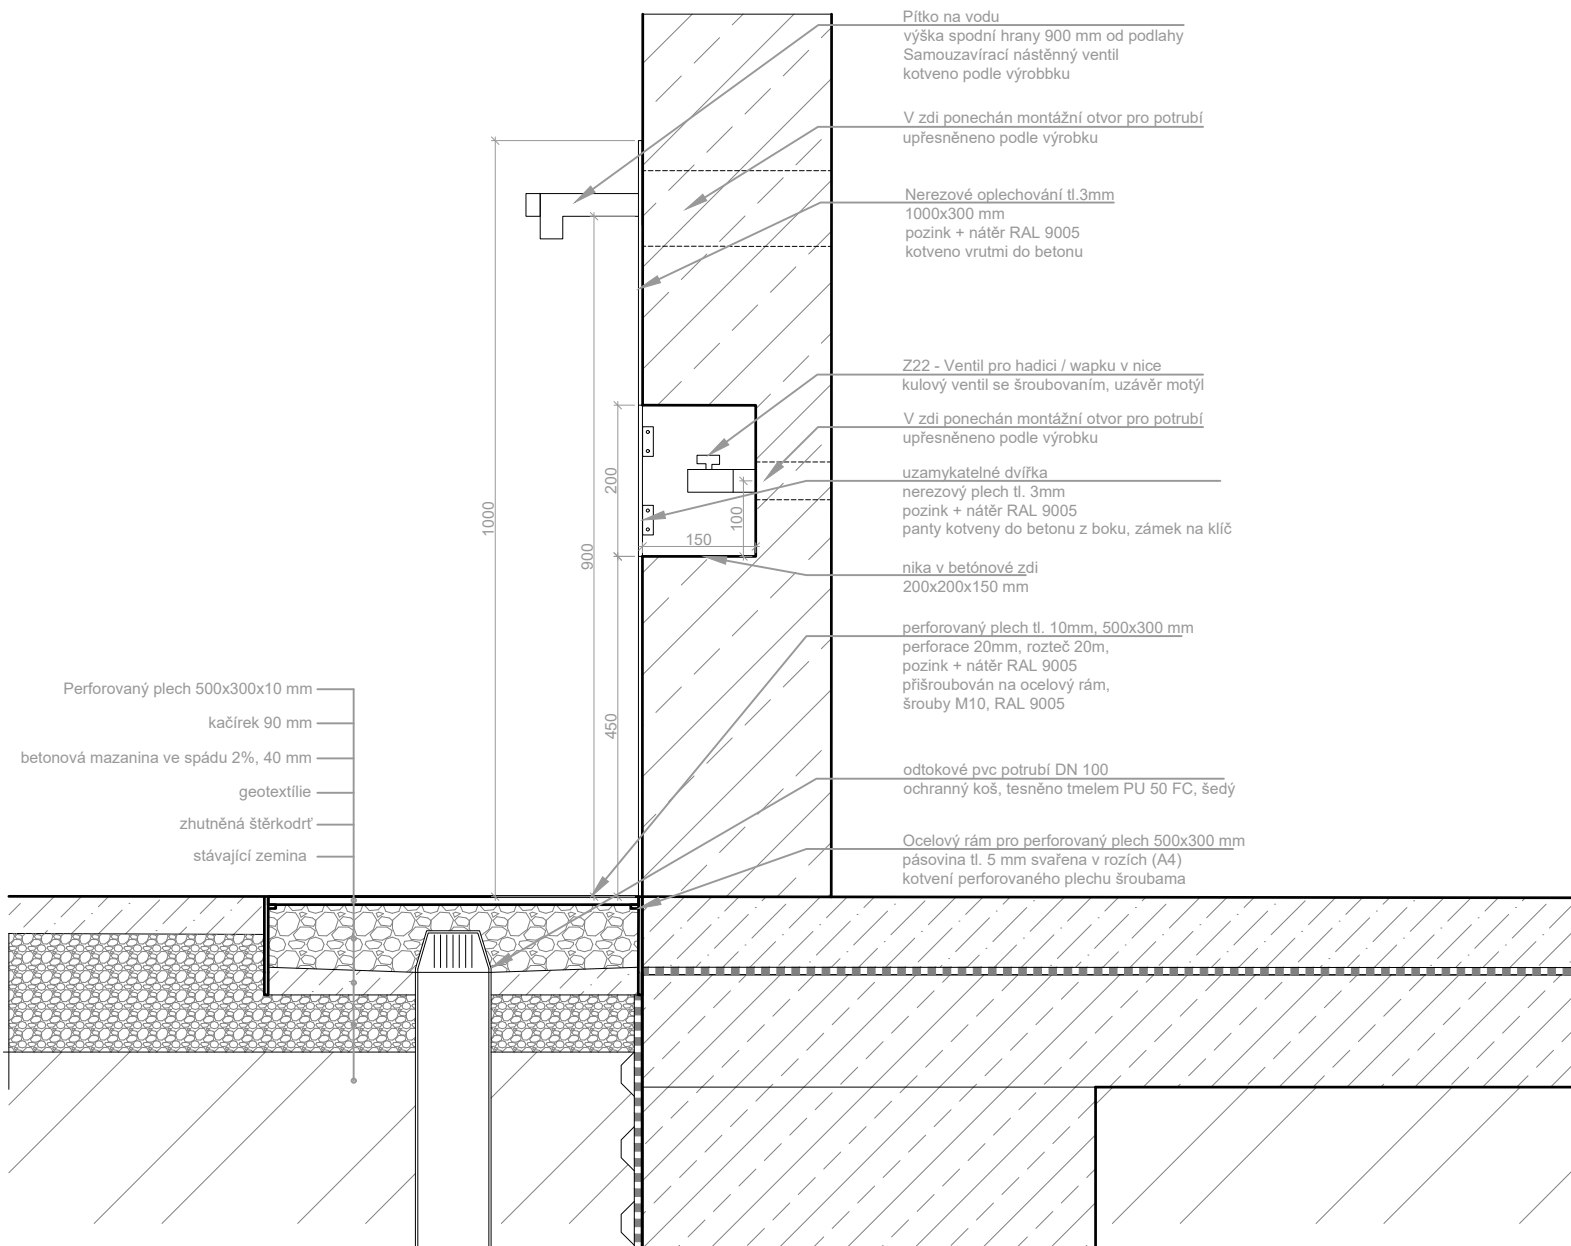 Pítko na vodu
výška spodní hrany 900 mm od podlahy
Samouzavírací nástěnný ventil
kotveno podle výrobbku
V zdi ponechán montážní otvor pro potrubí
upřesněneno podle výrobku
Nerezové oplechování tl.3mm
1000x300 mm
pozink + nátěr RAL 9005
kotveno vrutmi do betonu
Z22 - Ventil pro hadici / wapku v nice
kulový ventil se šroubovaním, uzávěr motýl
V zdi ponechán montážní otvor pro potrubí
upřesněneno podle výrobku
uzamykatelné dvířka
nerezový plech tl. 3mm
pozink + nátěr RAL 9005
panty kotveny do betonu z boku, zámek na klíč
nika v betónové zdi
200x200x150 mm
perforovaný plech tl. 10mm, 500x300 mm
perforace 20mm, rozteč 20m,
pozink + nátěr RAL 9005
přišroubován na ocelový rám,
šrouby M10, RAL 9005
odtokové pvc potrubí DN 100
ochranný koš, tesněno tmelem PU 50 FC, šedý
Ocelový rám pro perforovaný plech 500x300 mm
pásovina tl. 5 mm svařena v rozích (A4)
kotvení perforovaného plechu šroubama
1000
900
200
450
100
150
Perforovaný plech 500x300x10 mm
kačírek 90 mm
betonová mazanina ve spádu 2%, 40 mm
geotextílie
zhutněná štěrkodrť
stávající zemina